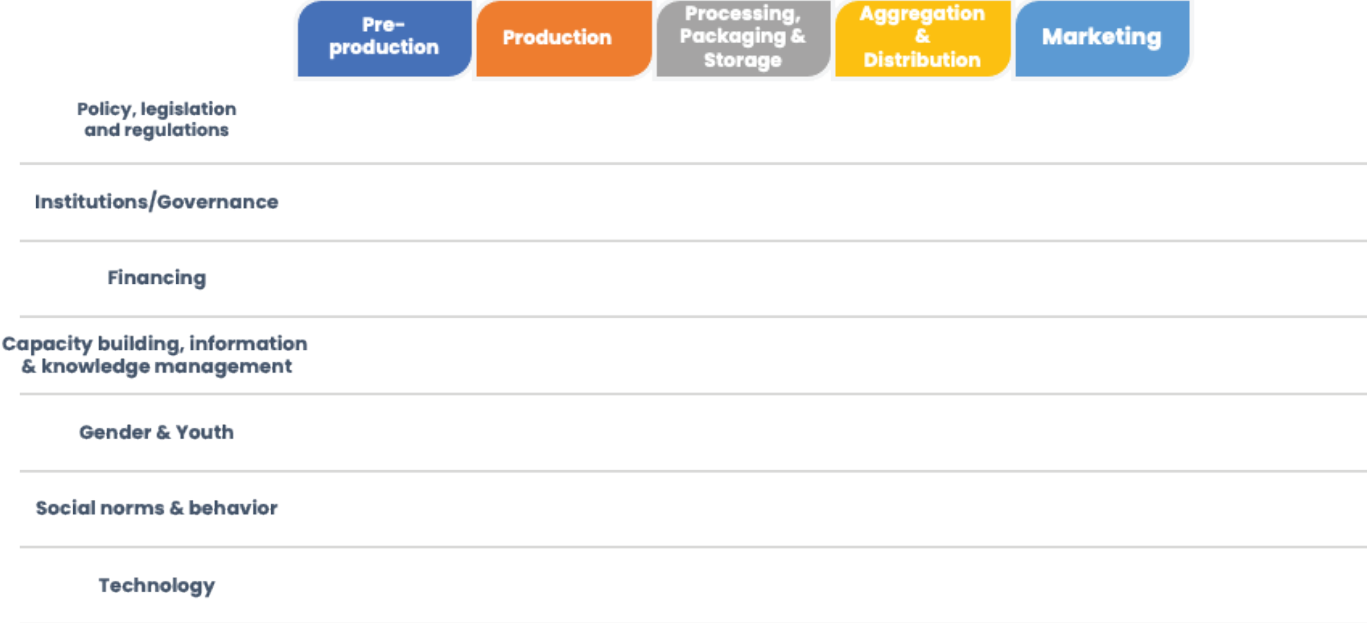 Pre-
production
Production
Processing,
Packaging &
Storage
Aggregation
&
Distribution
Marketing
Policy, legislation
and regulations
Institutions/Governance
Financing
Capacity building, information
& knowledge management
Gender & Youth
Social norms & behavior
Technology